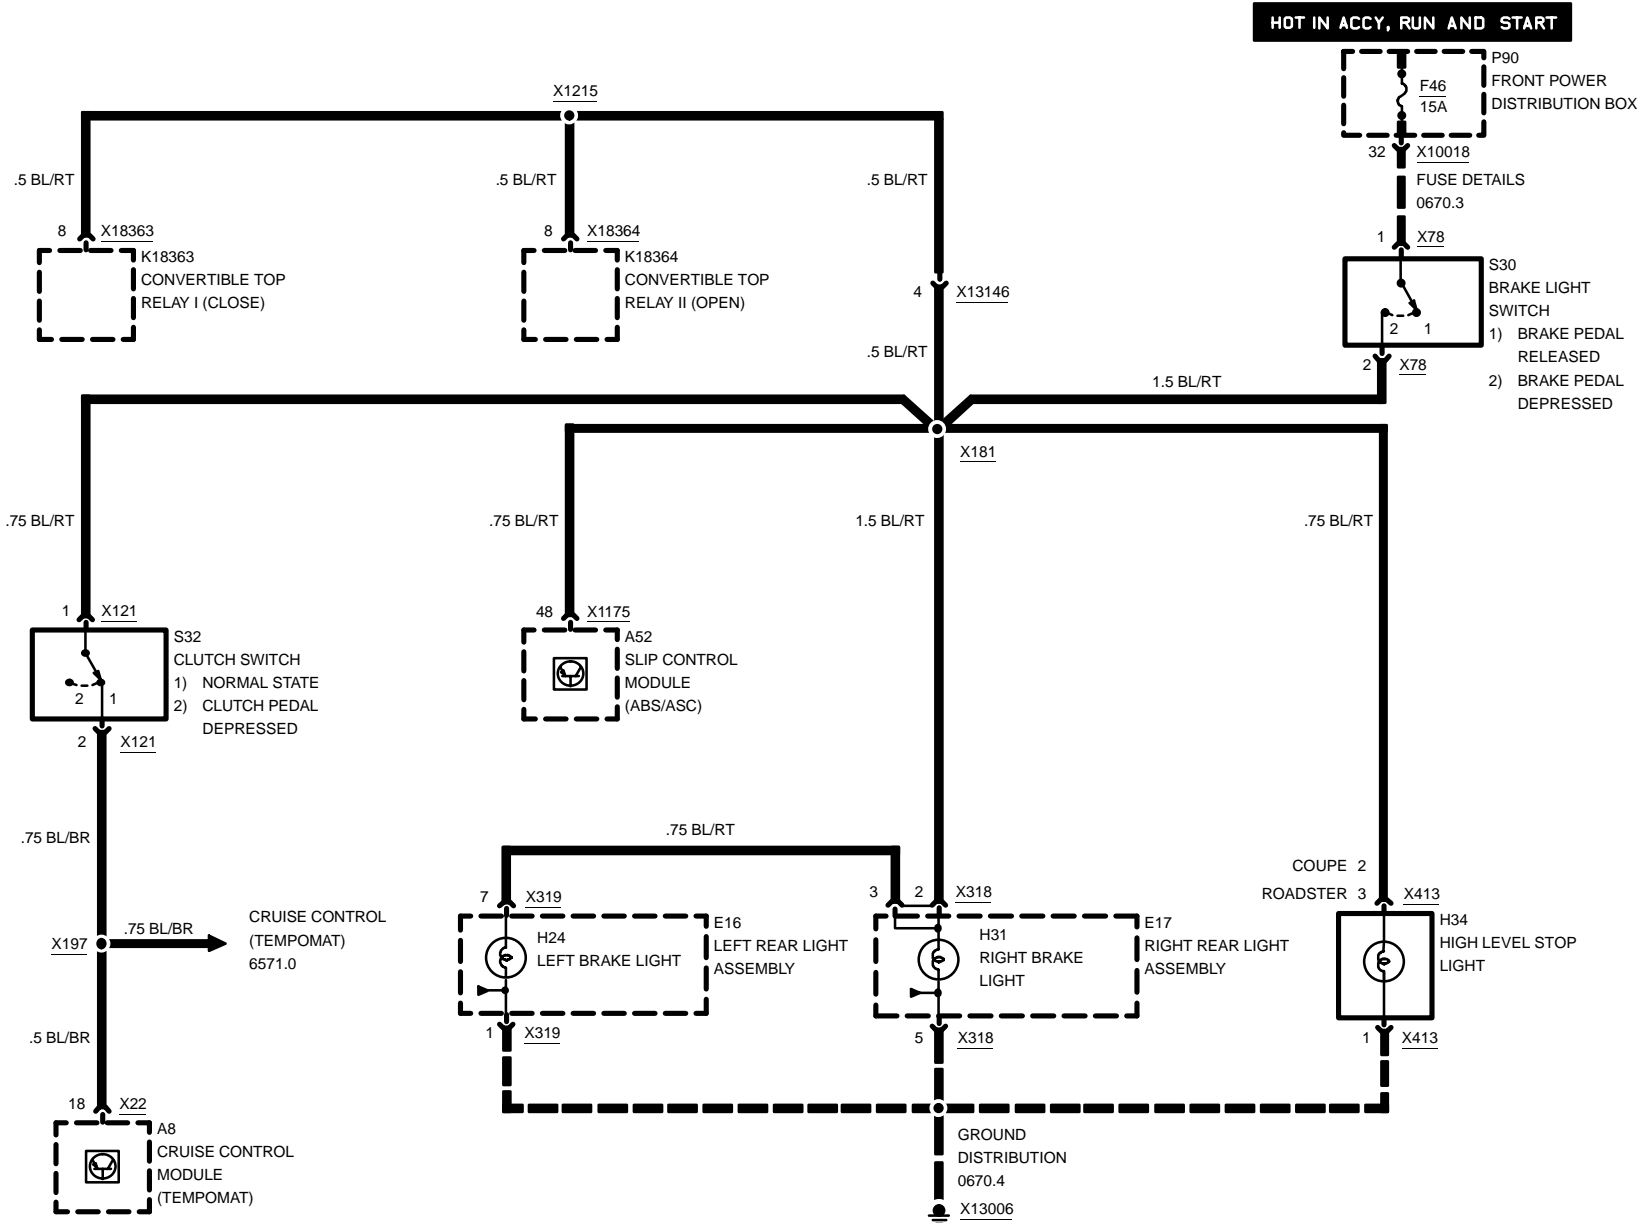 HOT IN ACCY, RUN AND START
P90
FRONT POWER
DISTRIBUTION BOX
F46
15A
32 X10018
FUSE DETAILS
0670.3
1 X78
S30
BRAKE LIGHT
SWITCH
1) BRAKE PEDAL
RELEASED
2) BRAKE PEDAL
DEPRESSED
2 1
2 X78
1.5 BL/RT
X1215
.5 BL/RT
.5 BL/RT
.5 BL/RT
8 X18363
K18363
CONVERTIBLE TOP
RELAY I (CLOSE)
8 X18364
K18364
CONVERTIBLE TOP
RELAY II (OPEN)
4 X13146
.5 BL/RT
X181
.75 BL/RT
.75 BL/RT
1.5 BL/RT
.75 BL/RT
1 X121
S32
CLUTCH SWITCH
1) NORMAL STATE
2) CLUTCH PEDAL
DEPRESSED
2 1
2 X121
48 X1175
A52
SLIP CONTROL
MODULE
(ABS/ASC)
.75 BL/BR
.75 BL/RT
X197
.75 BL/BR
CRUISE CONTROL
(TEMPOMAT)
6571.0
.5 BL/BR
18 X22
A8
CRUISE CONTROL
MODULE
(TEMPOMAT)
7 X319
E16
LEFT REAR LIGHT
ASSEMBLY
H24
LEFT BRAKE LIGHT
1 X319
3 2 X318
E17
RIGHT REAR LIGHT
ASSEMBLY
H31
RIGHT BRAKE
LIGHT
5 X318
COUPE 2
ROADSTER 3 X413
H34
HIGH LEVEL STOP
LIGHT
1 X413
GROUND
DISTRIBUTION
0670.4
X13006